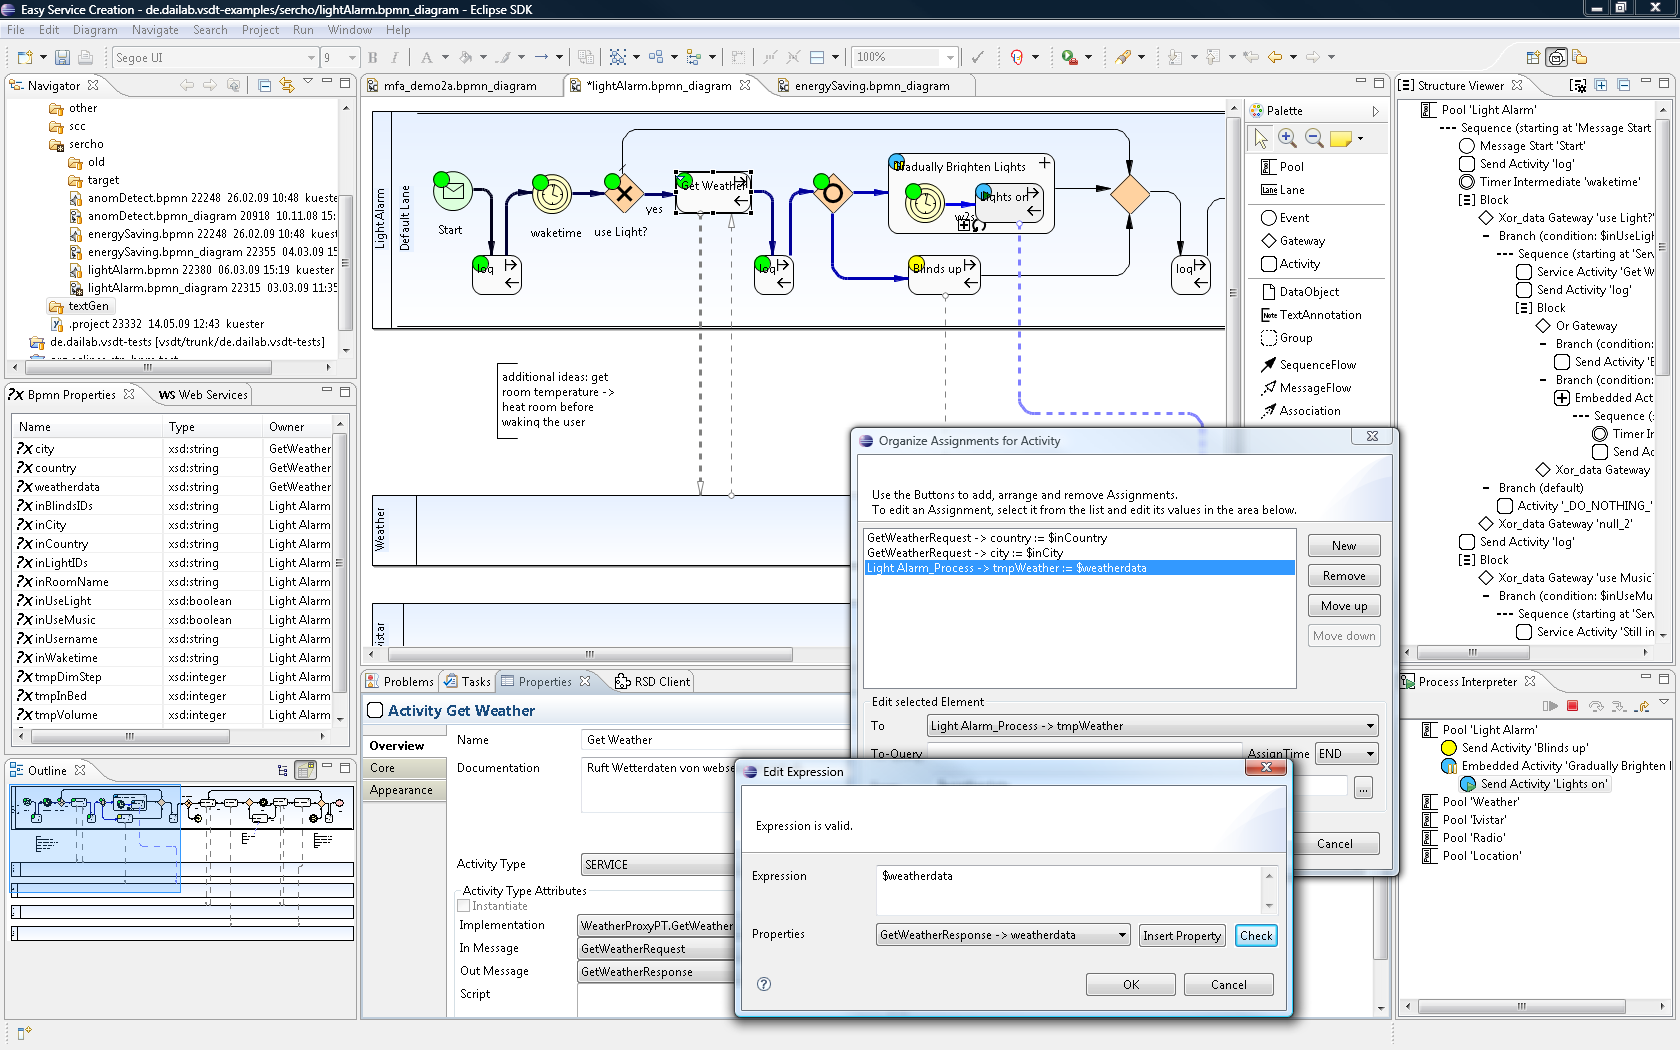 Easy Service Creation - de.dailab.vsdt-examples/sercho/lightAlarm.bpmn_diagram - Eclipse SDK
File Edit Diagram Navigate Search Project Run Window Help
Segoe UI 9 B I A 100%
Navigator
other
scc
sercho
old
target
anomDetect.bpmn 22248 26.02.09 10:48 kueste
anomDetect.bpmn_diagram 20918 10.11.08 15:
energySaving.bpmn 22248 26.02.09 10:48 kust
energySaving.bpmn_diagram 22355 04.03.09 15
lightAlarm.bpmn 22380 06.03.09 15:19 kuester
lightAlarm.bpmn_diagram 22315 03.03.09 11:35
textGen
.project 23332 14.05.09 12:43 kuester
de.dailab.vsdt-tests [vsdt/trunk/de.dailab.vsdt-tests]
Bpmn Properties
WS Web Services
Name Type Owner
?x city xsd:string GetWeather
?x country xsd:string GetWeather
?x weatherdata xsd:string GetWeather
?x inBlindsIDs xsd:string Light Alarm
?x inCity xsd:string Light Alarm
?x inCountry xsd:string Light Alarm
?x inLightIDs xsd:string Light Alarm
?x inRoomName xsd:string Light Alarm
?x inUseLight xsd:boolean Light Alarm
?x inUseMusic xsd:boolean Light Alarm
?x inUsername xsd:string Light Alarm
?x inWaketime xsd:string Light Alarm
?x tmpDimStep xsd:integer Light Alarm
?x tmpInBed xsd:integer Light Alarm
?x tmpVolume xsd:integer Light Alarm
Outline
mfa_demo2a.bpmn_diagram
*lightAlarm.bpmn_diagram
energySaving.bpmn_diagram
Light Alarm
Default Lane
Start
log
waketime
use Light?
yes
Get Weather
log
Gradually Brighten Lights
Lights on
w2s
Blinds up
log
additional ideas: get
room temperature ->
heat room before
waking the user
Weather
vistar
Palette
Pool
Lane
Event
Gateway
Activity
DataObject
TextAnnotation
Group
SequenceFlow
MessageFlow
Association
Problems Tasks Properties RSD Client
Activity Get Weather
Overview
Core
Appearance
Name Get Weather
Documentation Ruft Wetterdaten von webse
Activity Type SERVICE
Activity Type Attributes
Instantiate
Implementation WeatherProxyPT.GetWeather
In Message GetWeatherRequest
Out Message GetWeatherResponse
Script
Organize Assignments for Activity
Use the Buttons to add, arrange and remove Assignments.
To edit an Assignment, select it from the list and edit its values in the area below.
GetWeatherRequest -> country := $inCountry
GetWeatherRequest -> city := $inCity
Light Alarm_Process -> tmpWeather := $weatherdata
New
Remove
Move up
Move down
Edit selected Element
To Light Alarm_Process -> tmpWeather
To-Query AssignTime END
...
Cancel
Edit Expression
Expression is valid.
Expression $weatherdata
Properties GetWeatherResponse -> weatherdata Insert Property Check
OK Cancel
Structure Viewer
Pool 'Light Alarm'
Sequence (starting at 'Message Start
Message Start 'Start'
Send Activity 'log'
Timer Intermediate 'waketime'
Block
Xor_data Gateway 'use Light?'
Branch (condition: $inUseLigh
Sequence (starting at 'Ser
Service Activity 'Get W
Send Activity 'log'
Block
Or Gateway
Branch (condition:
Send Activity 'E
Branch (condition:
Embedded Acti
Sequence (s
Timer In
Send Ac
Xor_data Gateway
Branch (default)
Activity '_DO_NOTHING_'
Xor_data Gateway 'null_2'
Send Activity 'log'
Block
Xor_data Gateway 'use Music
Branch (condition: $inUseMu
Sequence (starting at 'Ser
Service Activity 'Still in
Process Interpreter
Pool 'Light Alarm'
Send Activity 'Blinds up'
Embedded Activity 'Gradually Brighten l
Send Activity 'Lights on'
Pool 'Weather'
Pool 'Ivistar'
Pool 'Radio'
Pool 'Location'